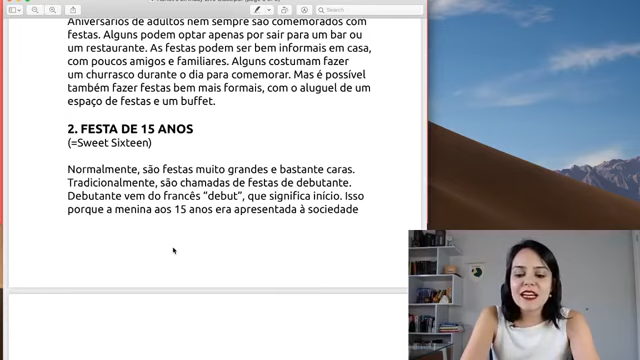 Aniversários de adultos nem sempre são comemorados com
festas. Alguns podem optar apenas por sair para um bar ou
um restaurante. As festas podem ser bem informais em casa,
com poucos amigos e familiares. Alguns costumam fazer
um churrasco durante o dia para comemorar. Mas é possível
também fazer festas bem mais formais, com o aluguel de um
espaço de festas e um buffet.
2. FESTA DE 15 ANOS
(=Sweet Sixteen)
Normalmente, são festas muito grandes e bastante caras.
Tradicionalmente, são chamadas de festas de debutante.
Debutante vem do francês “debut”, que significa início. Isso
porque a menina aos 15 anos era apresentada à sociedade